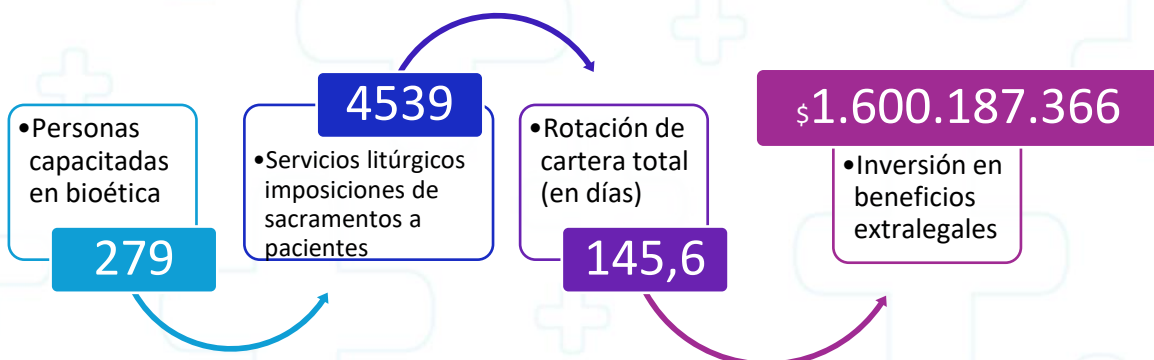 •Personas
capacitadas
en bioética
279
4539
•Servicios litúrgicos
imposiciones de
sacramentos a
pacientes
•Rotación de
cartera total
(en días)
145,6
$1.600.187.366
•Inversión en
beneficios
extralegales